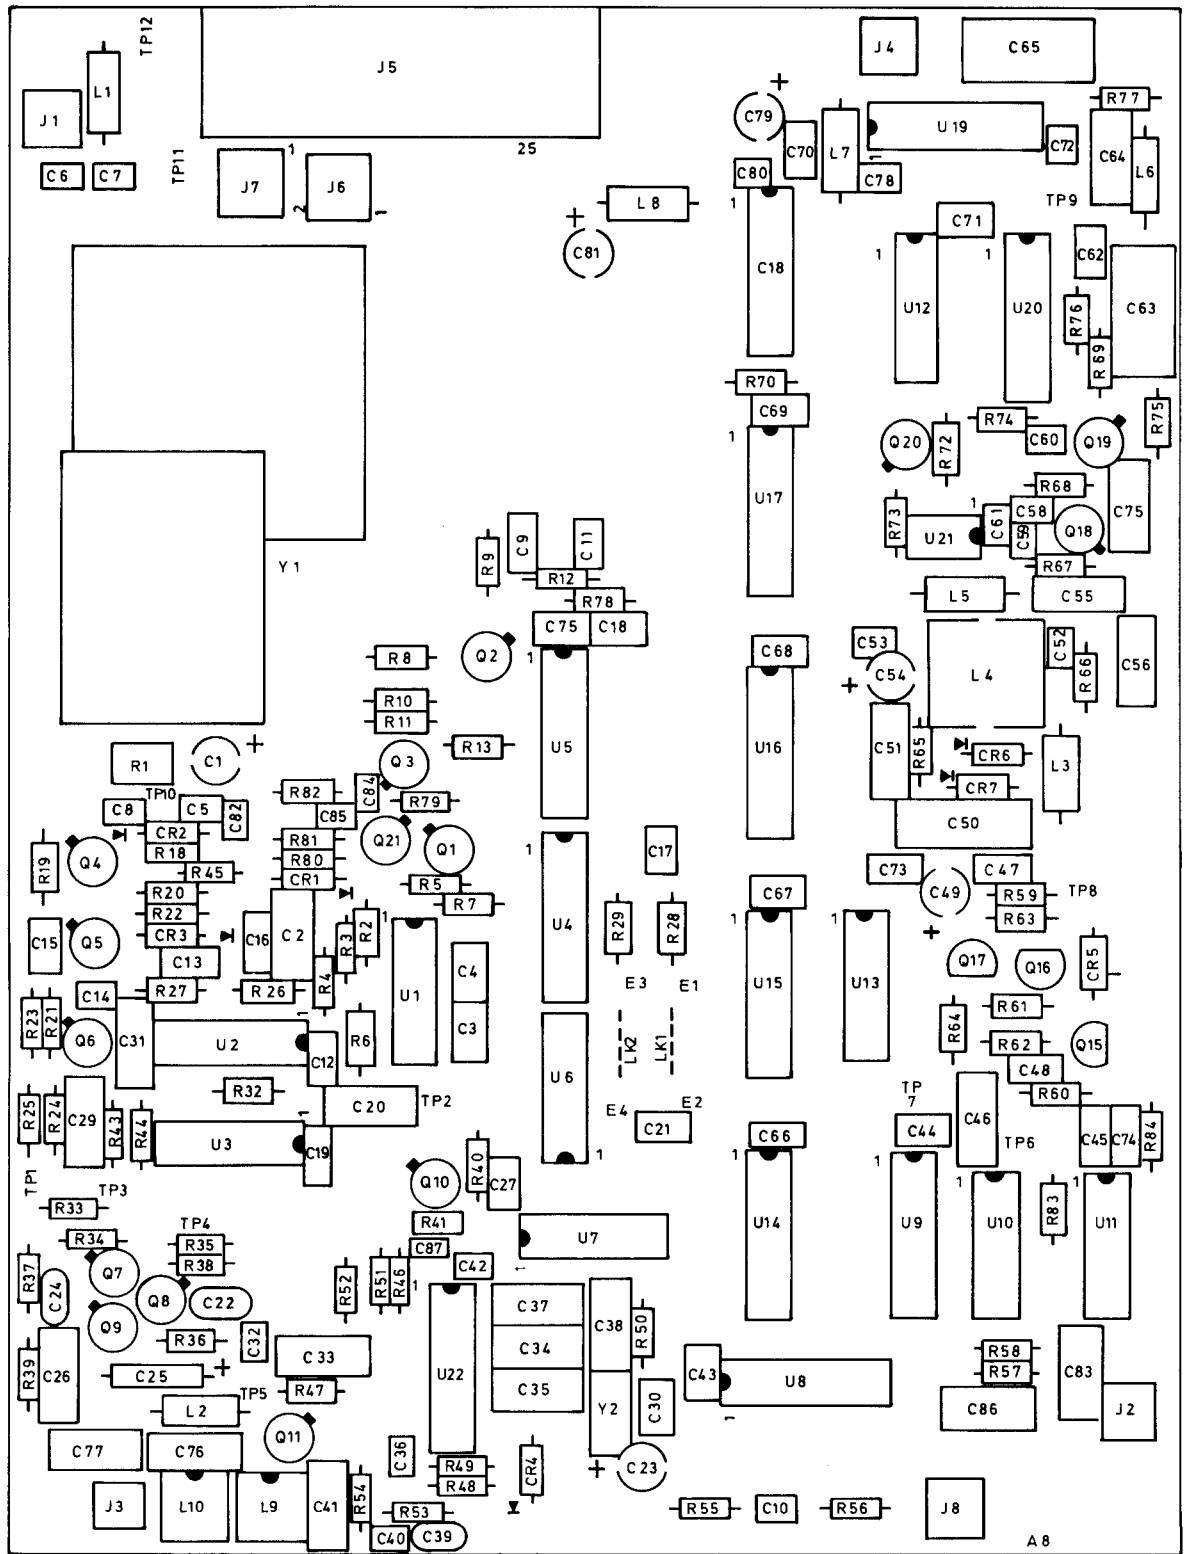 TP12
J5
J4
C65
L1
J1
C79
R77
U19
C70
L7
C72
C64
L6
1
25
1
C6
C7
TP11
J7
J6
2
1
C80
C78
TP9
1
L8
C71
C81
C62
1
1
C18
U12
U20
R76
C63
R69
R70
C69
R74
R75
1
Q20
R72
C60
Q19
R68
U17
1
C61
C58
C75
R73
U21
C59
Q18
C9
C11
R9
R12
R67
Y1
R78
L5
C55
C75
C18
C53
C52
C68
Q2
1
R8
1
C54
L4
R66
C56
R10
R11
R13
U5
U16
C51
R65
Q3
CR6
L3
R1
C1
CR7
TP10
R82
C84
R79
C8
C5
C82
C85
C50
CR2
R81
Q21
Q1
1
C17
R18
R80
R19
Q4
R45
CR1
R5
C73
C47
R20
R7
C67
C49
R59
TP8
R22
1
U4
R29
R28
1
1
R63
C15
Q5
CR3
C16
C2
R3
R2
C13
C4
Q17
Q16
CR5
R4
E3
E1
U15
U13
C14
R27
R26
U1
R23
R21
1
C3
R61
Q6
C31
U2
R6
LK2
LK1
R64
R62
Q15
C12
U6
C48
R32
R60
R25
R24
C20
TP2
TP
7
C46
C29
1
E4
E2
R43
R44
U3
C21
C66
C44
TP6
C45
C74
R84
C19
R40
TP1
TP3
Q10
C27
1
1
1
1
1
R33
R83
R41
U14
U9
U10
U11
R34
TP4
R35
C87
U7
R38
C42
R37
Q7
R52
R51
R46
1
C24
Q8
C22
C37
C38
Q9
R50
R36
C32
C33
C34
R58
C43
R39
C26
C25
R47
U22
C35
U8
R57
C83
TP5
Y2
C30
C86
J2
L2
1
Q11
C77
C76
C36
C23
R49
CR4
R48
J3
L10
L9
C41
R54
R53
R55
C10
R56
J8
C40
C39
A8